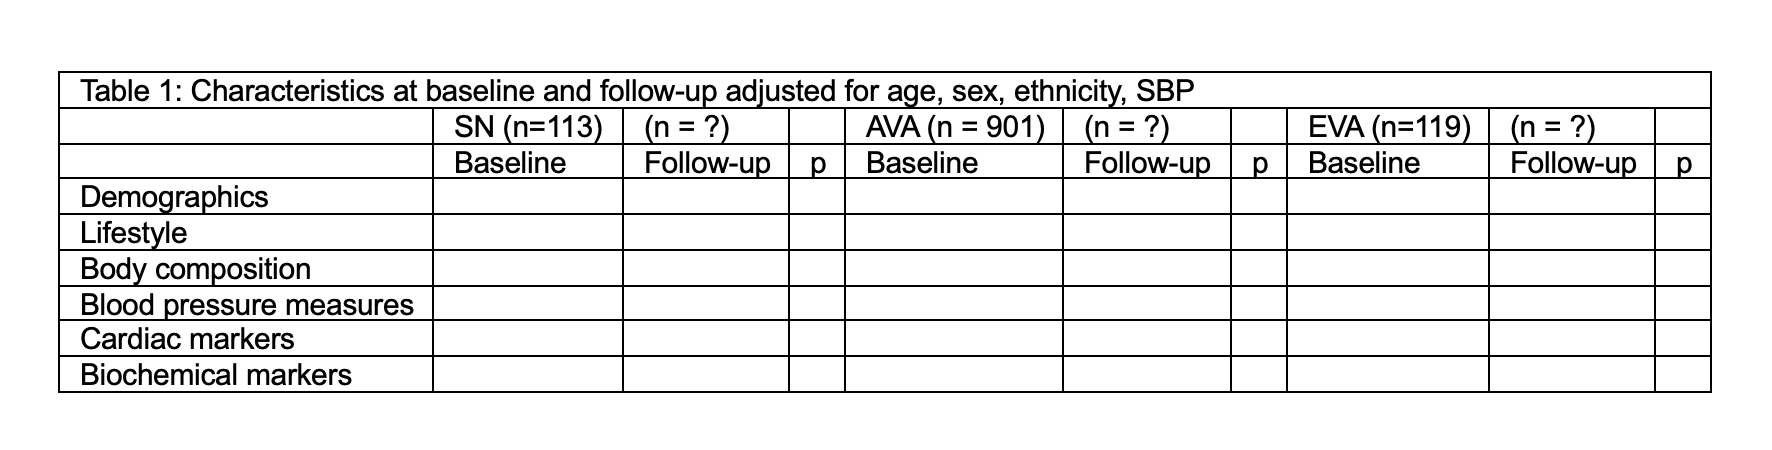 Table 1: Characteristics at baseline and follow-up adjusted for age, sex, ethnicity, SBP
SN (n=113) (n = ?) AVA (n = 901) (n = ?) EVA (n=119) (n = ?)
Baseline Follow-up p Baseline Follow-up p Baseline Follow-up p
Demographics
Lifestyle
Body composition
Blood pressure measures
Cardiac markers
Biochemical markers